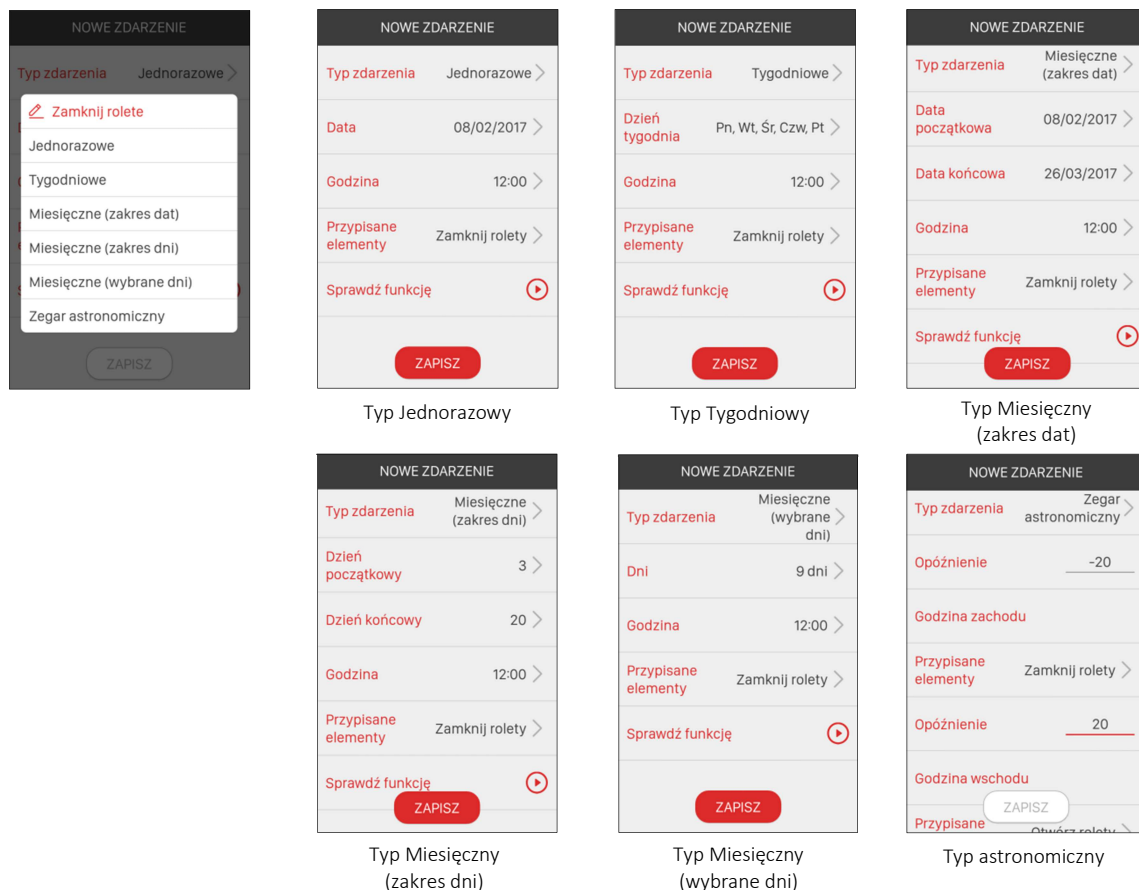 NOWE ZDARZENIE
Typ zdarzenia Jednorazowe
Zamknij rolete
Jednorazowe
Tygodniowe
Miesięczne (zakres dat)
Miesięczne (zakres dni)
Miesięczne (wybrane dni)
Zegar astronomiczny
ZAPISZ
NOWE ZDARZENIE
Typ zdarzenia Jednorazowe
Data 08/02/2017
Godzina 12:00
Przypisane
elementy Zamknij rolety
Sprawdź funkcję
ZAPISZ
Typ Jednorazowy
NOWE ZDARZENIE
Typ zdarzenia Tygodniowe
Dzień
tygodnia Pn, Wt, Śr, Czw, Pt
Godzina 12:00
Przypisane
elementy Zamknij rolety
Sprawdź funkcję
ZAPISZ
Typ Tygodniowy
NOWE ZDARZENIE
Typ zdarzenia Miesięczne
(zakres dat)
Data
początkowa 08/02/2017
Data końcowa 26/03/2017
Godzina 12:00
Przypisane
elementy Zamknij rolety
Sprawdź funkcję
ZAPISZ
Typ Miesięczny
(zakres dat)
NOWE ZDARZENIE
Typ zdarzenia Miesięczne
(zakres dni)
Dzień
początkowy 3
Dzień końcowy 20
Godzina 12:00
Przypisane
elementy Zamknij rolety
Sprawdź funkcję
ZAPISZ
Typ Miesięczny
(zakres dni)
NOWE ZDARZENIE
Typ zdarzenia Miesięczne
(wybrane
dni)
Dni 9 dni
Godzina 12:00
Przypisane
elementy Zamknij rolety
Sprawdź funkcję
ZAPISZ
Typ Miesięczny
(wybrane dni)
NOWE ZDARZENIE
Typ zdarzenia Zegar
astronomiczny
Opóźnienie -20
Godzina zachodu
Przypisane
elementy Zamknij rolety
Opóźnienie 20
Godzina wschodu
ZAPISZ
Przypisane Otwórz rolety
Typ astronomiczny